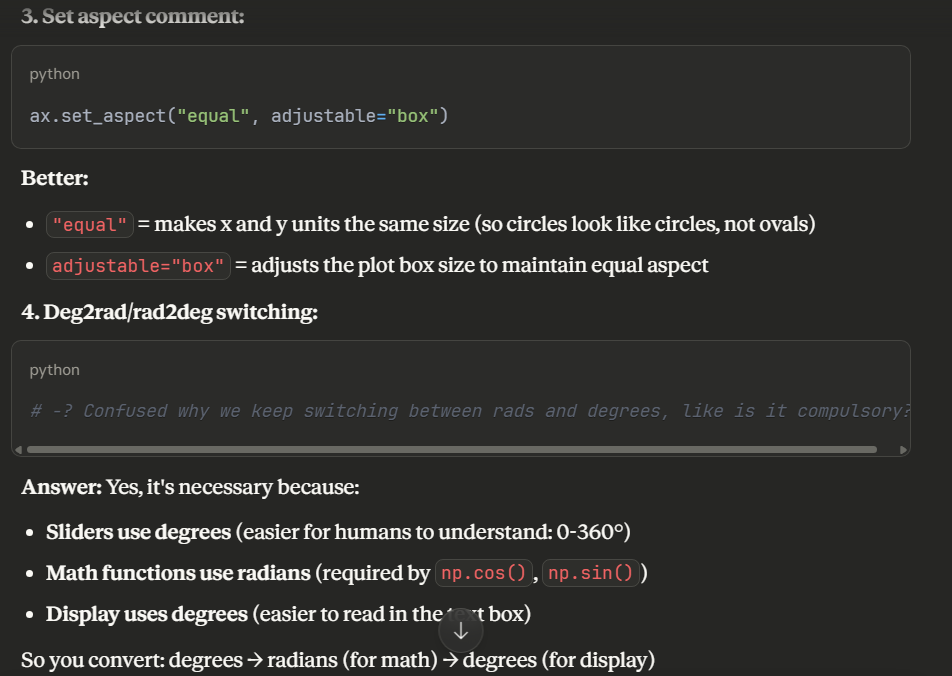 3. Set aspect comment:
python
ax.set_aspect("equal", adjustable="box")
Better:
"equal" = makes x and y units the same size (so circles look like circles, not ovals)
adjustable="box" = adjusts the plot box size to maintain equal aspect
4. Deg2rad/rad2deg switching:
python
# -? Confused why we keep switching between rads and degrees, like is it compulsory?
Answer: Yes, it's necessary because:
Sliders use degrees (easier for humans to understand: 0-360°)
Math functions use radians (required by np.cos(), np.sin())
Display uses degrees (easier to read in the text box)
So you convert: degrees → radians (for math) → degrees (for display)